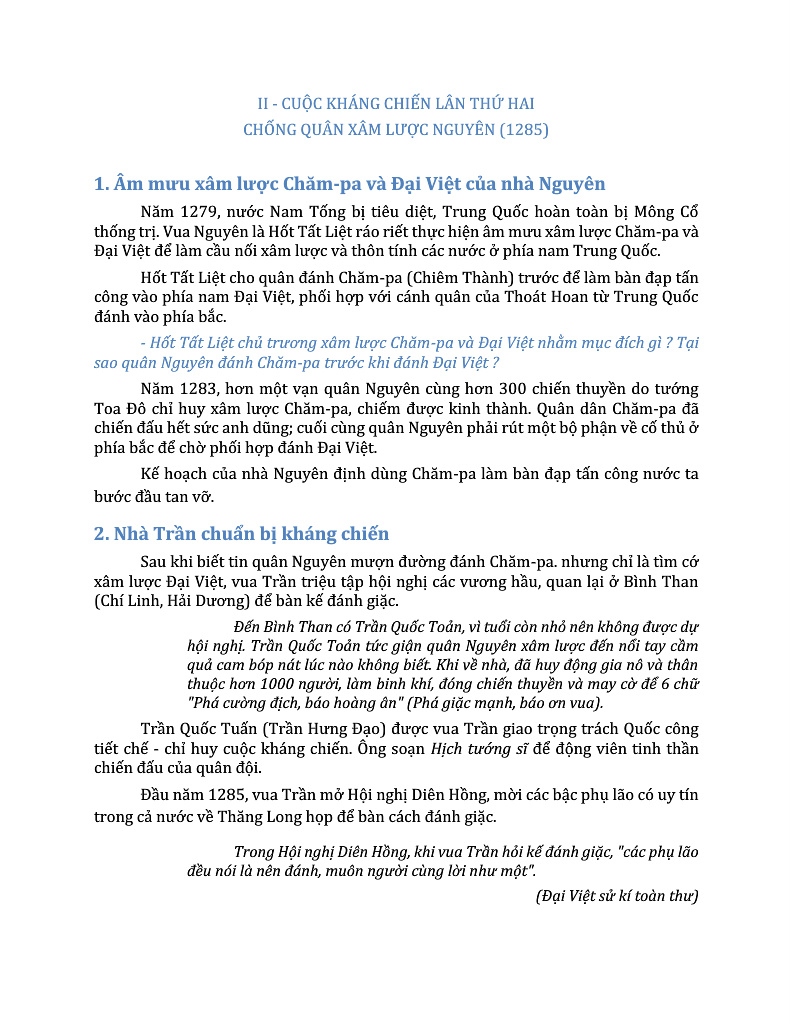 II - CUỘC KHÁNG CHIẾN LẦN THỨ HAI
CHỐNG QUÂN XÂM LƯỢC NGUYÊN (1285)
1. Âm mưu xâm lược Chăm-pa và Đại Việt của nhà Nguyên
Năm 1279, nước Nam Tống bị tiêu diệt, Trung Quốc hoàn toàn bị Mông Cổ
thống trị. Vua Nguyên là Hốt Tất Liệt ráo riết thực hiện âm mưu xâm lược Chăm-pa và
Đại Việt để làm cầu nối xâm lược và thôn tính các nước ở phía nam Trung Quốc.
Hốt Tất Liệt cho quân đánh Chăm-pa (Chiêm Thành) trước để làm bàn đạp tấn
công vào phía nam Đại Việt, phối hợp với cánh quân của Thoát Hoan từ Trung Quốc
đánh vào phía bắc.
- Hốt Tất Liệt chủ trương xâm lược Chăm-pa và Đại Việt nhằm mục đích gì ? Tại
sao quân Nguyên đánh Chăm-pa trước khi đánh Đại Việt ?
Năm 1283, hơn một vạn quân Nguyên cùng hơn 300 chiến thuyền do tướng
Toa Đô chỉ huy xâm lược Chăm-pa, chiếm được kinh thành. Quân dân Chăm-pa đã
chiến đấu hết sức anh dũng; cuối cùng quân Nguyên phải rút một bộ phận về cố thủ ở
phía bắc để chờ phối hợp đánh Đại Việt.
Kế hoạch của nhà Nguyên định dùng Chăm-pa làm bàn đạp tấn công nước ta
bước đầu tan vỡ.
2. Nhà Trần chuẩn bị kháng chiến
Sau khi biết tin quân Nguyên mượn đường đánh Chăm-pa. nhưng chỉ là tìm cớ
xâm lược Đại Việt, vua Trần triệu tập hội nghị các vương hầu, quan lại ở Bình Than
(Chí Linh, Hải Dương) để bàn kế đánh giặc.
Đến Bình Than có Trần Quốc Toản, vì tuổi còn nhỏ nên không được dự
hội nghị. Trần Quốc Toản tức giận quân Nguyên xâm lược đến nổi tay cầm
quả cam bóp nát lúc nào không biết. Khi về nhà, đã huy động gia nô và thân
thuộc hơn 1000 người, làm binh khí, đóng chiến thuyền và may cờ đề 6 chữ
"Phá cường địch, báo hoàng ân" (Phá giặc mạnh, báo ơn vua).
Trần Quốc Tuấn (Trần Hưng Đạo) được vua Trần giao trọng trách Quốc công
tiết chế - chỉ huy cuộc kháng chiến. Ông soạn Hịch tướng sĩ để động viên tinh thần
chiến đấu của quân đội.
Đầu năm 1285, vua Trần mở Hội nghị Diên Hồng, mời các bậc phụ lão có uy tín
trong cả nước về Thăng Long họp để bàn cách đánh giặc.
Trong Hội nghị Diên Hồng, khi vua Trần hỏi kế đánh giặc, "các phụ lão
đều nói là nên đánh, muôn người cùng lời như một".
(Đại Việt sử kí toàn thư)